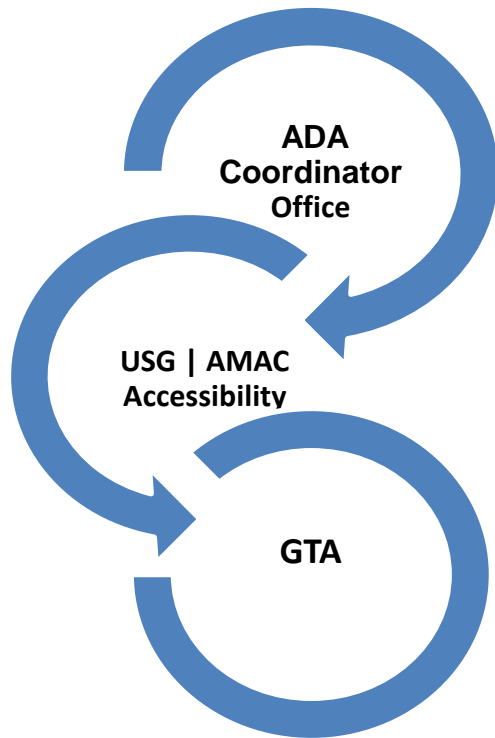 ADA
Coordinator
Office
USG | AMAC
Accessibility
GTA